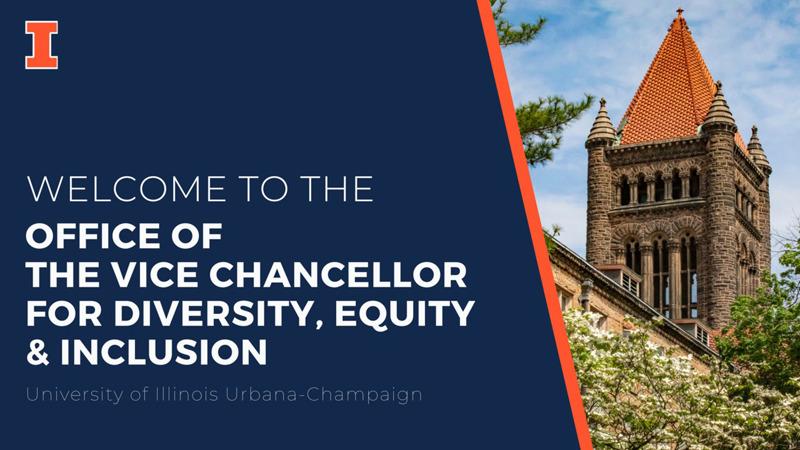 I
WELCOME TO THE
OFFICE OF
THE VICE CHANCELLOR
FOR DIVERSITY, EQUITY
& INCLUSION
University of Illinois Urbana-Champaign